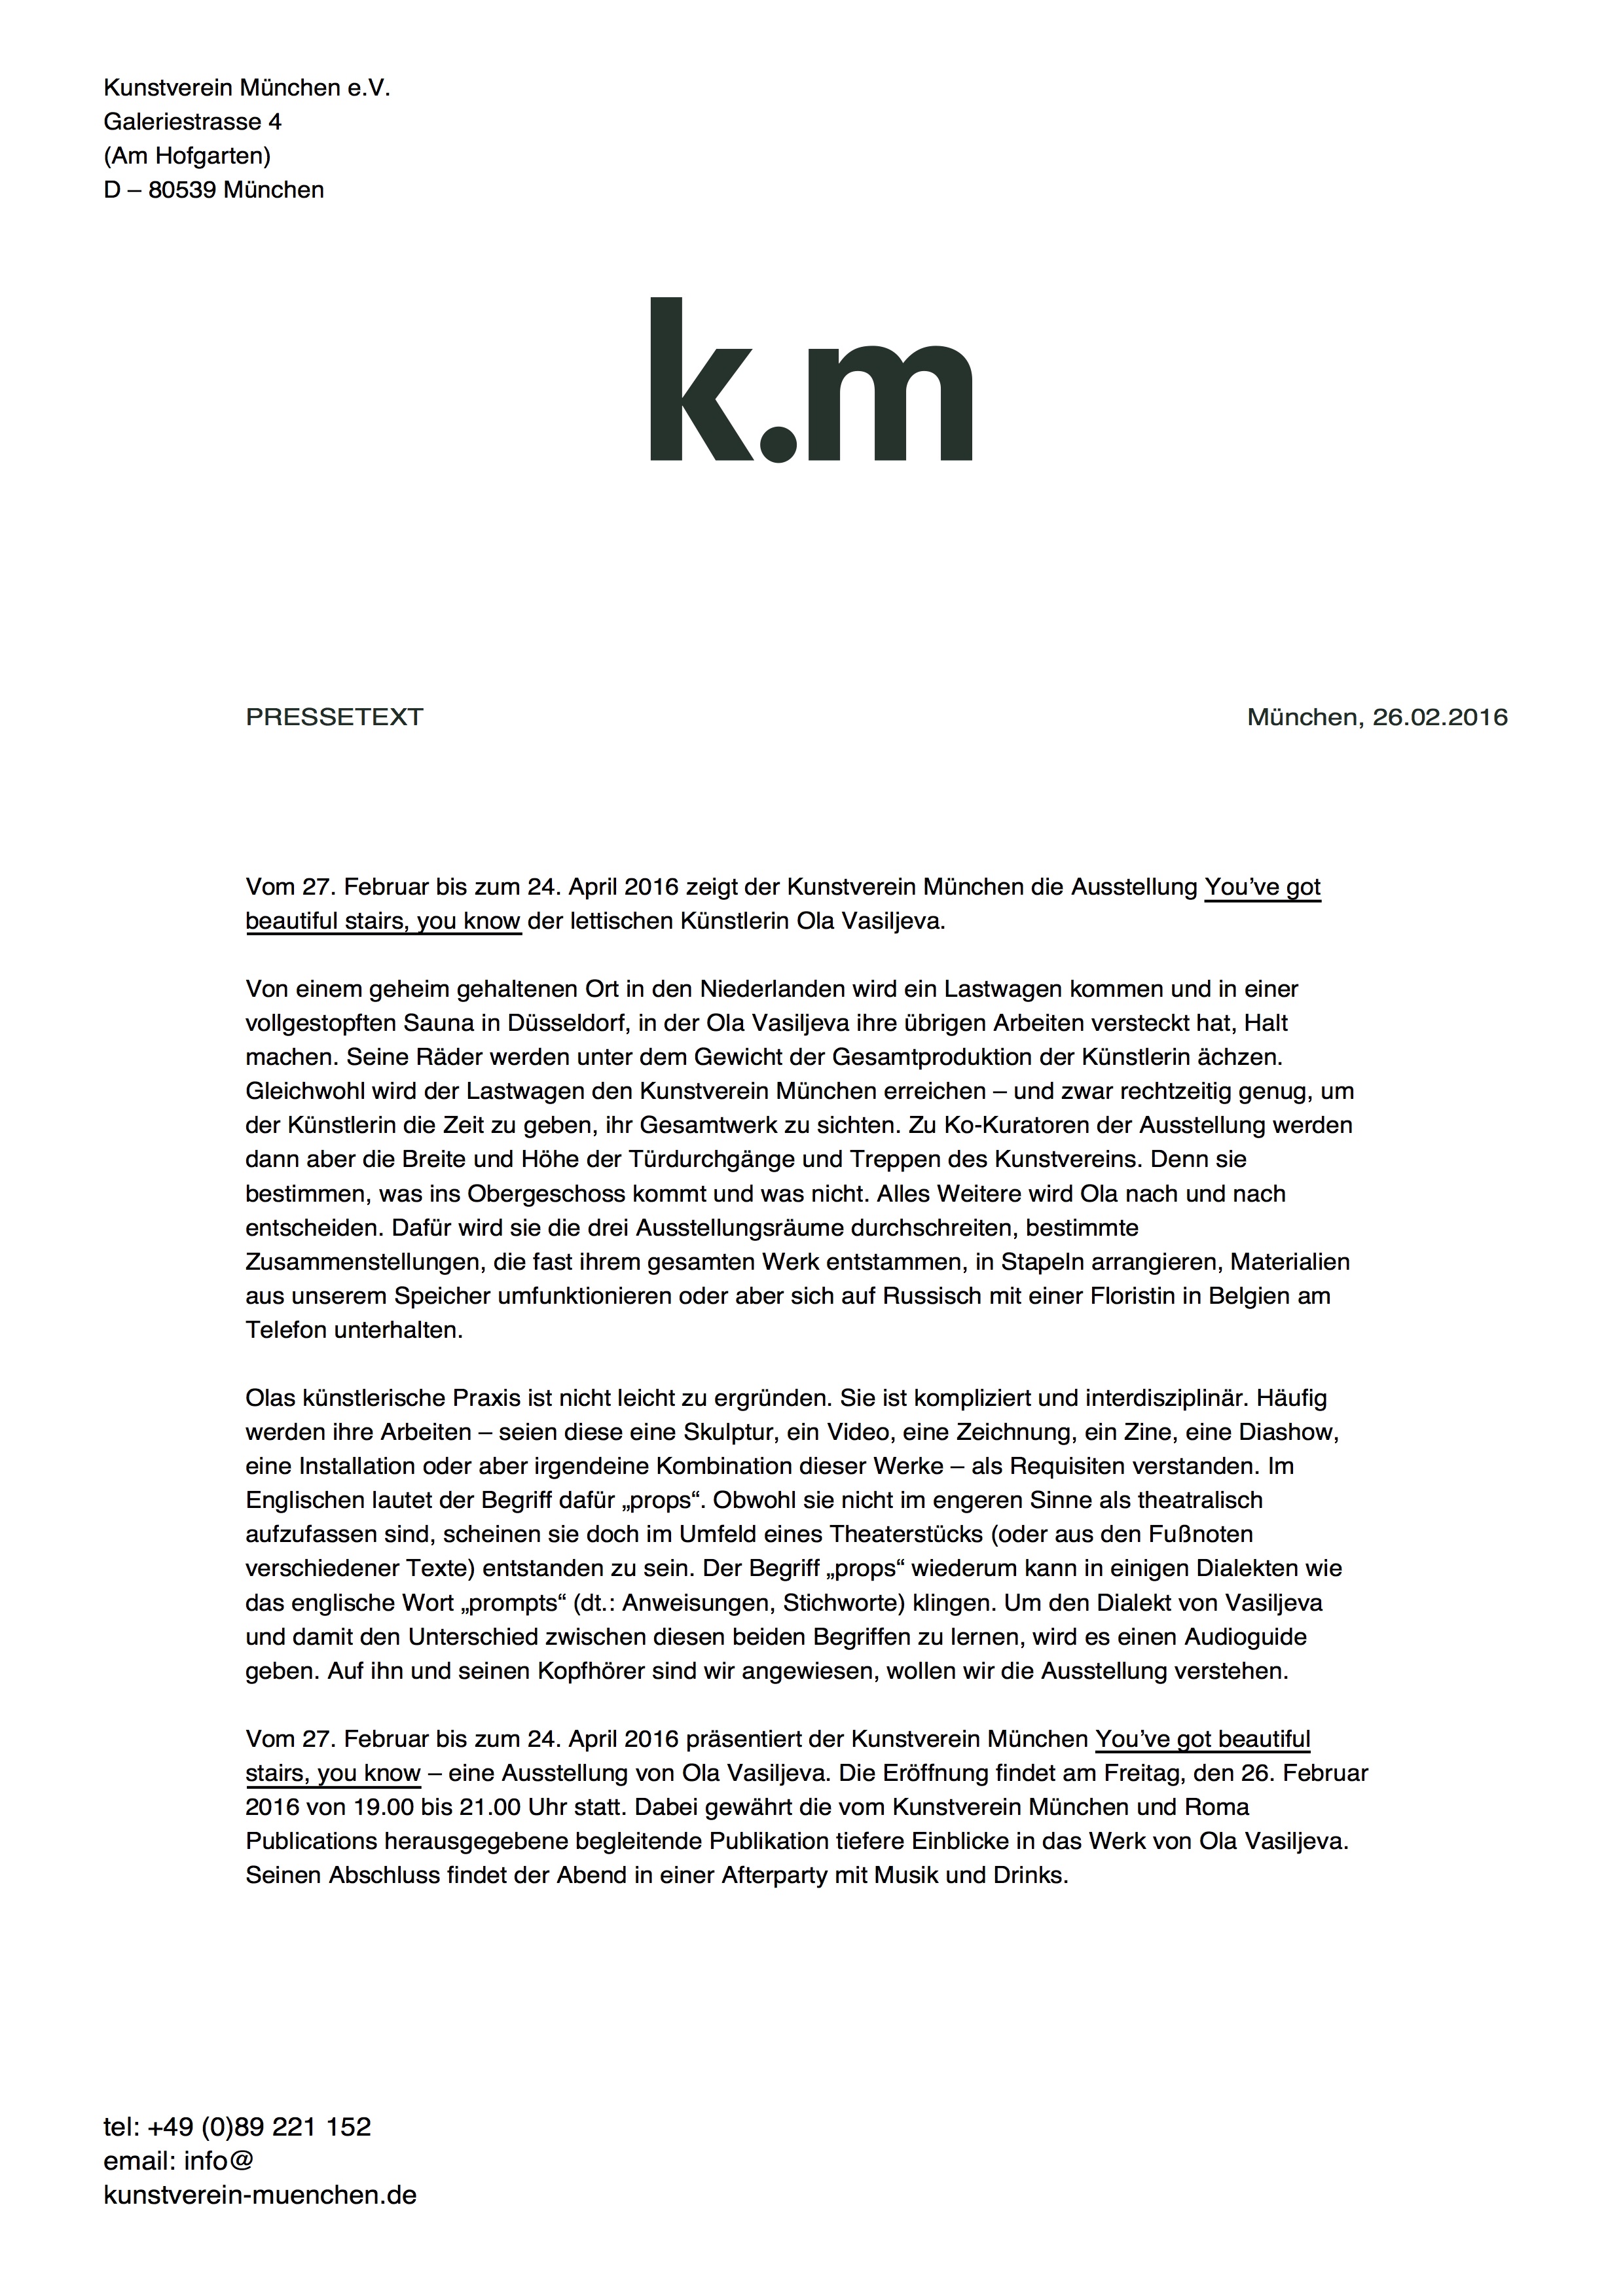 Kunstverein München e.V.
Galeriestrasse 4
(Am Hofgarten)
D – 80539 München
k.m
PRESSETEXT München, 26.02.2016
Vom 27. Februar bis zum 24. April 2016 zeigt der Kunstverein München die Ausstellung You’ve got
beautiful stairs, you know der lettischen Künstlerin Ola Vasiljeva.
Von einem geheim gehaltenen Ort in den Niederlanden wird ein Lastwagen kommen und in einer
vollgestopften Sauna in Düsseldorf, in der Ola Vasiljeva ihre übrigen Arbeiten versteckt hat, Halt
machen. Seine Räder werden unter dem Gewicht der Gesamtproduktion der Künstlerin ächzen.
Gleichwohl wird der Lastwagen den Kunstverein München erreichen – und zwar rechtzeitig genug, um
der Künstlerin die Zeit zu geben, ihr Gesamtwerk zu sichten. Zu Ko-Kuratoren der Ausstellung werden
dann aber die Breite und Höhe der Türdurchgänge und Treppen des Kunstvereins. Denn sie
bestimmen, was ins Obergeschoss kommt und was nicht. Alles Weitere wird Ola nach und nach
entscheiden. Dafür wird sie die drei Ausstellungsräume durchschreiten, bestimmte
Zusammenstellungen, die fast ihrem gesamten Werk entstammen, in Stapeln arrangieren, Materialien
aus unserem Speicher umfunktionieren oder aber sich auf Russisch mit einer Floristin in Belgien am
Telefon unterhalten.
Olas künstlerische Praxis ist nicht leicht zu ergründen. Sie ist kompliziert und interdisziplinär. Häufig
werden ihre Arbeiten – seien diese eine Skulptur, ein Video, eine Zeichnung, ein Zine, eine Diashow,
eine Installation oder aber irgendeine Kombination dieser Werke – als Requisiten verstanden. Im
Englischen lautet der Begriff dafür „props“. Obwohl sie nicht im engeren Sinne als theatralisch
aufzufassen sind, scheinen sie doch im Umfeld eines Theaterstücks (oder aus den Fußnoten
verschiedener Texte) entstanden zu sein. Der Begriff „props“ wiederum kann in einigen Dialekten wie
das englische Wort „prompts“ (dt.: Anweisungen, Stichworte) klingen. Um den Dialekt von Vasiljeva
und damit den Unterschied zwischen diesen beiden Begriffen zu lernen, wird es einen Audioguide
geben. Auf ihn und seinen Kopfhörer sind wir angewiesen, wollen wir die Ausstellung verstehen.
Vom 27. Februar bis zum 24. April 2016 präsentiert der Kunstverein München You’ve got beautiful
stairs, you know – eine Ausstellung von Ola Vasiljeva. Die Eröffnung findet am Freitag, den 26. Februar
2016 von 19.00 bis 21.00 Uhr statt. Dabei gewährt die vom Kunstverein München und Roma
Publications herausgegebene begleitende Publikation tiefere Einblicke in das Werk von Ola Vasiljeva.
Seinen Abschluss findet der Abend in einer Afterparty mit Musik und Drinks.
tel: +49 (0)89 221 152
email: info@
kunstverein-muenchen.de